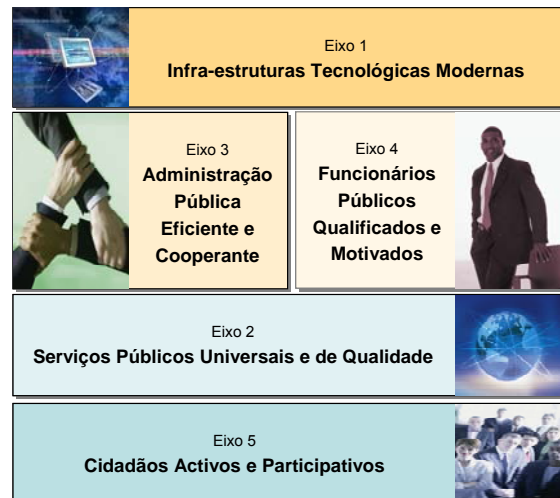 Eixo 1
Infra-estruturas Tecnológicas Modernas
Eixo 3
Administração
Pública
Eficiente e
Cooperante
Eixo 4
Funcionários
Públicos
Qualificados e
Motivados
Eixo 2
Serviços Públicos Universais e de Qualidade
Eixo 5
Cidadãos Activos e Participativos